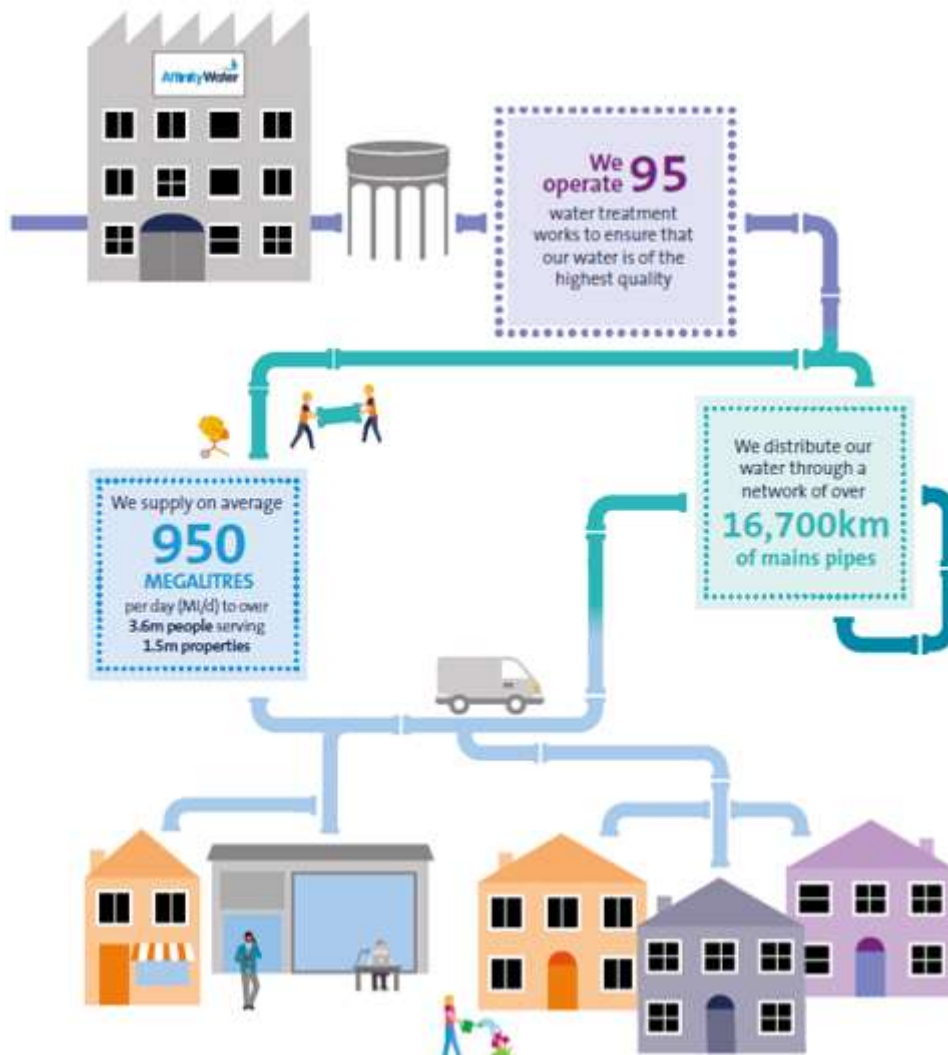 AffinityWater
We
operate 95
water treatment
works to ensure that
our water is of the
highest quality
We distribute our
water through a
network of over
16,700km
of mains pipes
We supply on average
950
MEGALITRES
per day (Ml/d) to over
3.6m people serving
1.5m properties